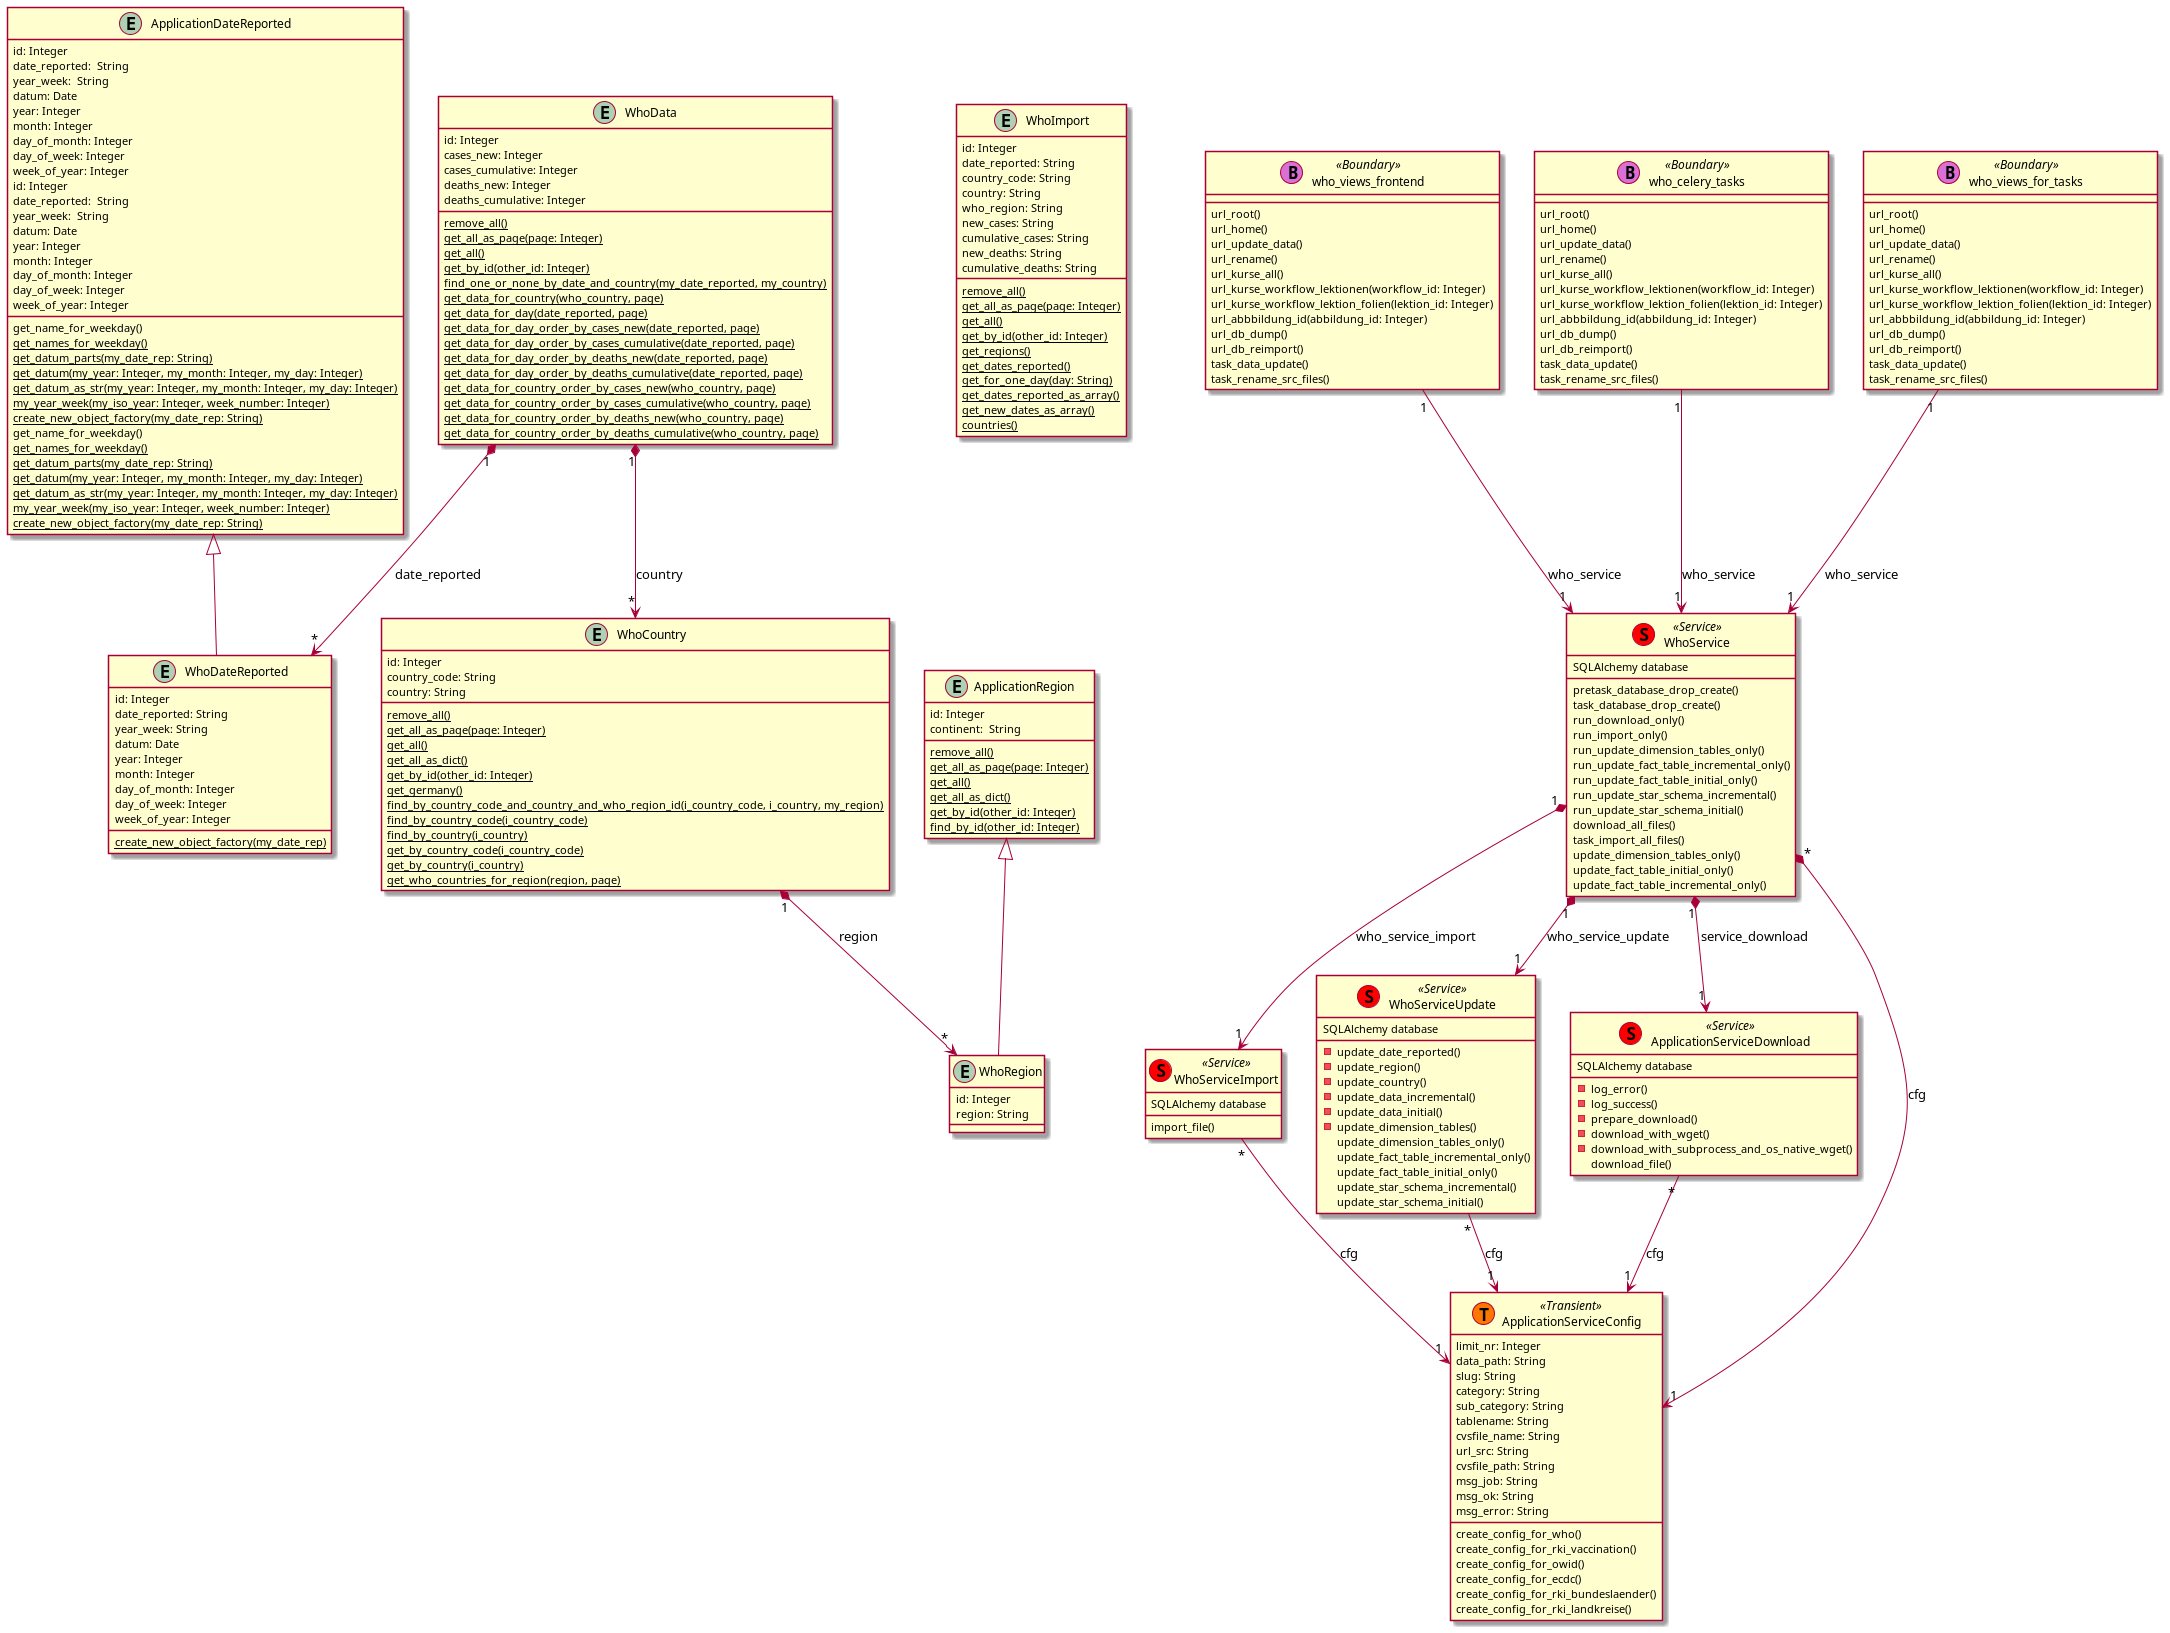 E ApplicationDateReported
id: Integer
date_reported:  String
year_week:  String
datum: Date
year: Integer
month: Integer
day_of_month: Integer
day_of_week: Integer
week_of_year: Integer
id: Integer
date_reported:  String
year_week:  String
datum: Date
year: Integer
month: Integer
day_of_month: Integer
day_of_week: Integer
week_of_year: Integer
get_name_for_weekday()
get_names_for_weekday()
get_datum_parts(my_date_rep: String)
get_datum(my_year: Integer, my_month: Integer, my_day: Integer)
get_datum_as_str(my_year: Integer, my_month: Integer, my_day: Integer)
my_year_week(my_iso_year: Integer, week_number: Integer)
create_new_object_factory(my_date_rep: String)
get_name_for_weekday()
get_names_for_weekday()
get_datum_parts(my_date_rep: String)
get_datum(my_year: Integer, my_month: Integer, my_day: Integer)
get_datum_as_str(my_year: Integer, my_month: Integer, my_day: Integer)
my_year_week(my_iso_year: Integer, week_number: Integer)
create_new_object_factory(my_date_rep: String)
E WhoData
id: Integer
cases_new: Integer
cases_cumulative: Integer
deaths_new: Integer
deaths_cumulative: Integer
remove_all()
get_all_as_page(page: Integer)
get_all()
get_by_id(other_id: Integer)
find_one_or_none_by_date_and_country(my_date_reported, my_country)
get_data_for_country(who_country, page)
get_data_for_day(date_reported, page)
get_data_for_day_order_by_cases_new(date_reported, page)
get_data_for_day_order_by_cases_cumulative(date_reported, page)
get_data_for_day_order_by_deaths_new(date_reported, page)
get_data_for_day_order_by_deaths_cumulative(date_reported, page)
get_data_for_country_order_by_cases_new(who_country, page)
get_data_for_country_order_by_cases_cumulative(who_country, page)
get_data_for_country_order_by_deaths_new(who_country, page)
get_data_for_country_order_by_deaths_cumulative(who_country, page)
E WhoImport
id: Integer
date_reported: String
country_code: String
country: String
who_region: String
new_cases: String
cumulative_cases: String
new_deaths: String
cumulative_deaths: String
remove_all()
get_all_as_page(page: Integer)
get_all()
get_by_id(other_id: Integer)
get_regions()
get_dates_reported()
get_for_one_day(day: String)
get_dates_reported_as_array()
get_new_dates_as_array()
countries()
B «Boundary»
who_views_frontend
url_root()
url_home()
url_update_data()
url_rename()
url_kurse_all()
url_kurse_workflow_lektionen(workflow_id: Integer)
url_kurse_workflow_lektion_folien(lektion_id: Integer)
url_abbbildung_id(abbildung_id: Integer)
url_db_dump()
url_db_reimport()
task_data_update()
task_rename_src_files()
B «Boundary»
who_celery_tasks
url_root()
url_home()
url_update_data()
url_rename()
url_kurse_all()
url_kurse_workflow_lektionen(workflow_id: Integer)
url_kurse_workflow_lektion_folien(lektion_id: Integer)
url_abbbildung_id(abbildung_id: Integer)
url_db_dump()
url_db_reimport()
task_data_update()
task_rename_src_files()
B «Boundary»
who_views_for_tasks
url_root()
url_home()
url_update_data()
url_rename()
url_kurse_all()
url_kurse_workflow_lektionen(workflow_id: Integer)
url_kurse_workflow_lektion_folien(lektion_id: Integer)
url_abbbildung_id(abbildung_id: Integer)
url_db_dump()
url_db_reimport()
task_data_update()
task_rename_src_files()
1
date_reported
*
1
country
*
1
who_service
1
1
who_service
1
1
who_service
1
E WhoDateReported
id: Integer
date_reported: String
year_week: String
datum: Date
year: Integer
month: Integer
day_of_month: Integer
day_of_week: Integer
week_of_year: Integer
create_new_object_factory(my_date_rep)
E WhoCountry
id: Integer
country_code: String
country: String
remove_all()
get_all_as_page(page: Integer)
get_all()
get_all_as_dict()
get_by_id(other_id: Integer)
get_germany()
find_by_country_code_and_country_and_who_region_id(i_country_code, i_country, my_region)
find_by_country_code(i_country_code)
find_by_country(i_country)
get_by_country_code(i_country_code)
get_by_country(i_country)
get_who_countries_for_region(region, page)
E ApplicationRegion
id: Integer
continent:  String
remove_all()
get_all_as_page(page: Integer)
get_all()
get_all_as_dict()
get_by_id(other_id: Integer)
find_by_id(other_id: Integer)
S «Service»
WhoService
SQLAlchemy database
pretask_database_drop_create()
task_database_drop_create()
run_download_only()
run_import_only()
run_update_dimension_tables_only()
run_update_fact_table_incremental_only()
run_update_fact_table_initial_only()
run_update_star_schema_incremental()
run_update_star_schema_initial()
download_all_files()
task_import_all_files()
update_dimension_tables_only()
update_fact_table_initial_only()
update_fact_table_incremental_only()
1
region
*
1
who_service_import
1
1
who_service_update
1
1
service_download
1
*
cfg
1
E WhoRegion
id: Integer
region: String
S «Service»
WhoServiceImport
SQLAlchemy database
import_file()
S «Service»
WhoServiceUpdate
SQLAlchemy database
update_date_reported()
update_region()
update_country()
update_data_incremental()
update_data_initial()
update_dimension_tables()
update_dimension_tables_only()
update_fact_table_incremental_only()
update_fact_table_initial_only()
update_star_schema_incremental()
update_star_schema_initial()
S «Service»
ApplicationServiceDownload
SQLAlchemy database
log_error()
log_success()
prepare_download()
download_with_wget()
download_with_subprocess_and_os_native_wget()
download_file()
*
cfg
1
*
cfg
1
*
cfg
1
T «Transient»
ApplicationServiceConfig
limit_nr: Integer
data_path: String
slug: String
category: String
sub_category: String
tablename: String
cvsfile_name: String
url_src: String
cvsfile_path: String
msg_job: String
msg_ok: String
msg_error: String
create_config_for_who()
create_config_for_rki_vaccination()
create_config_for_owid()
create_config_for_ecdc()
create_config_for_rki_bundeslaender()
create_config_for_rki_landkreise()